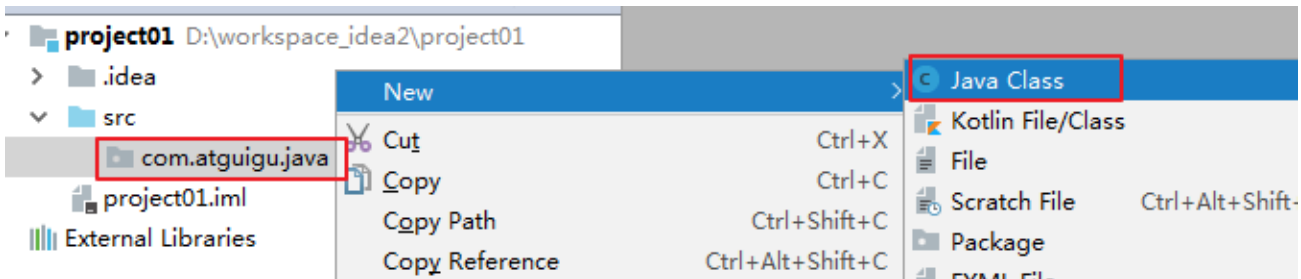 project01 D:\workspace_idea2\project01
.idea
src
com.atguigu.java
project01.iml
External Libraries
New
Cut Ctrl+X
Copy Ctrl+C
Copy Path Ctrl+Shift+C
Copy Reference Ctrl+Alt+Shift+C
Java Class
Kotlin File/Class
File
Scratch File Ctrl+Alt+Shift+
Package
FXML File